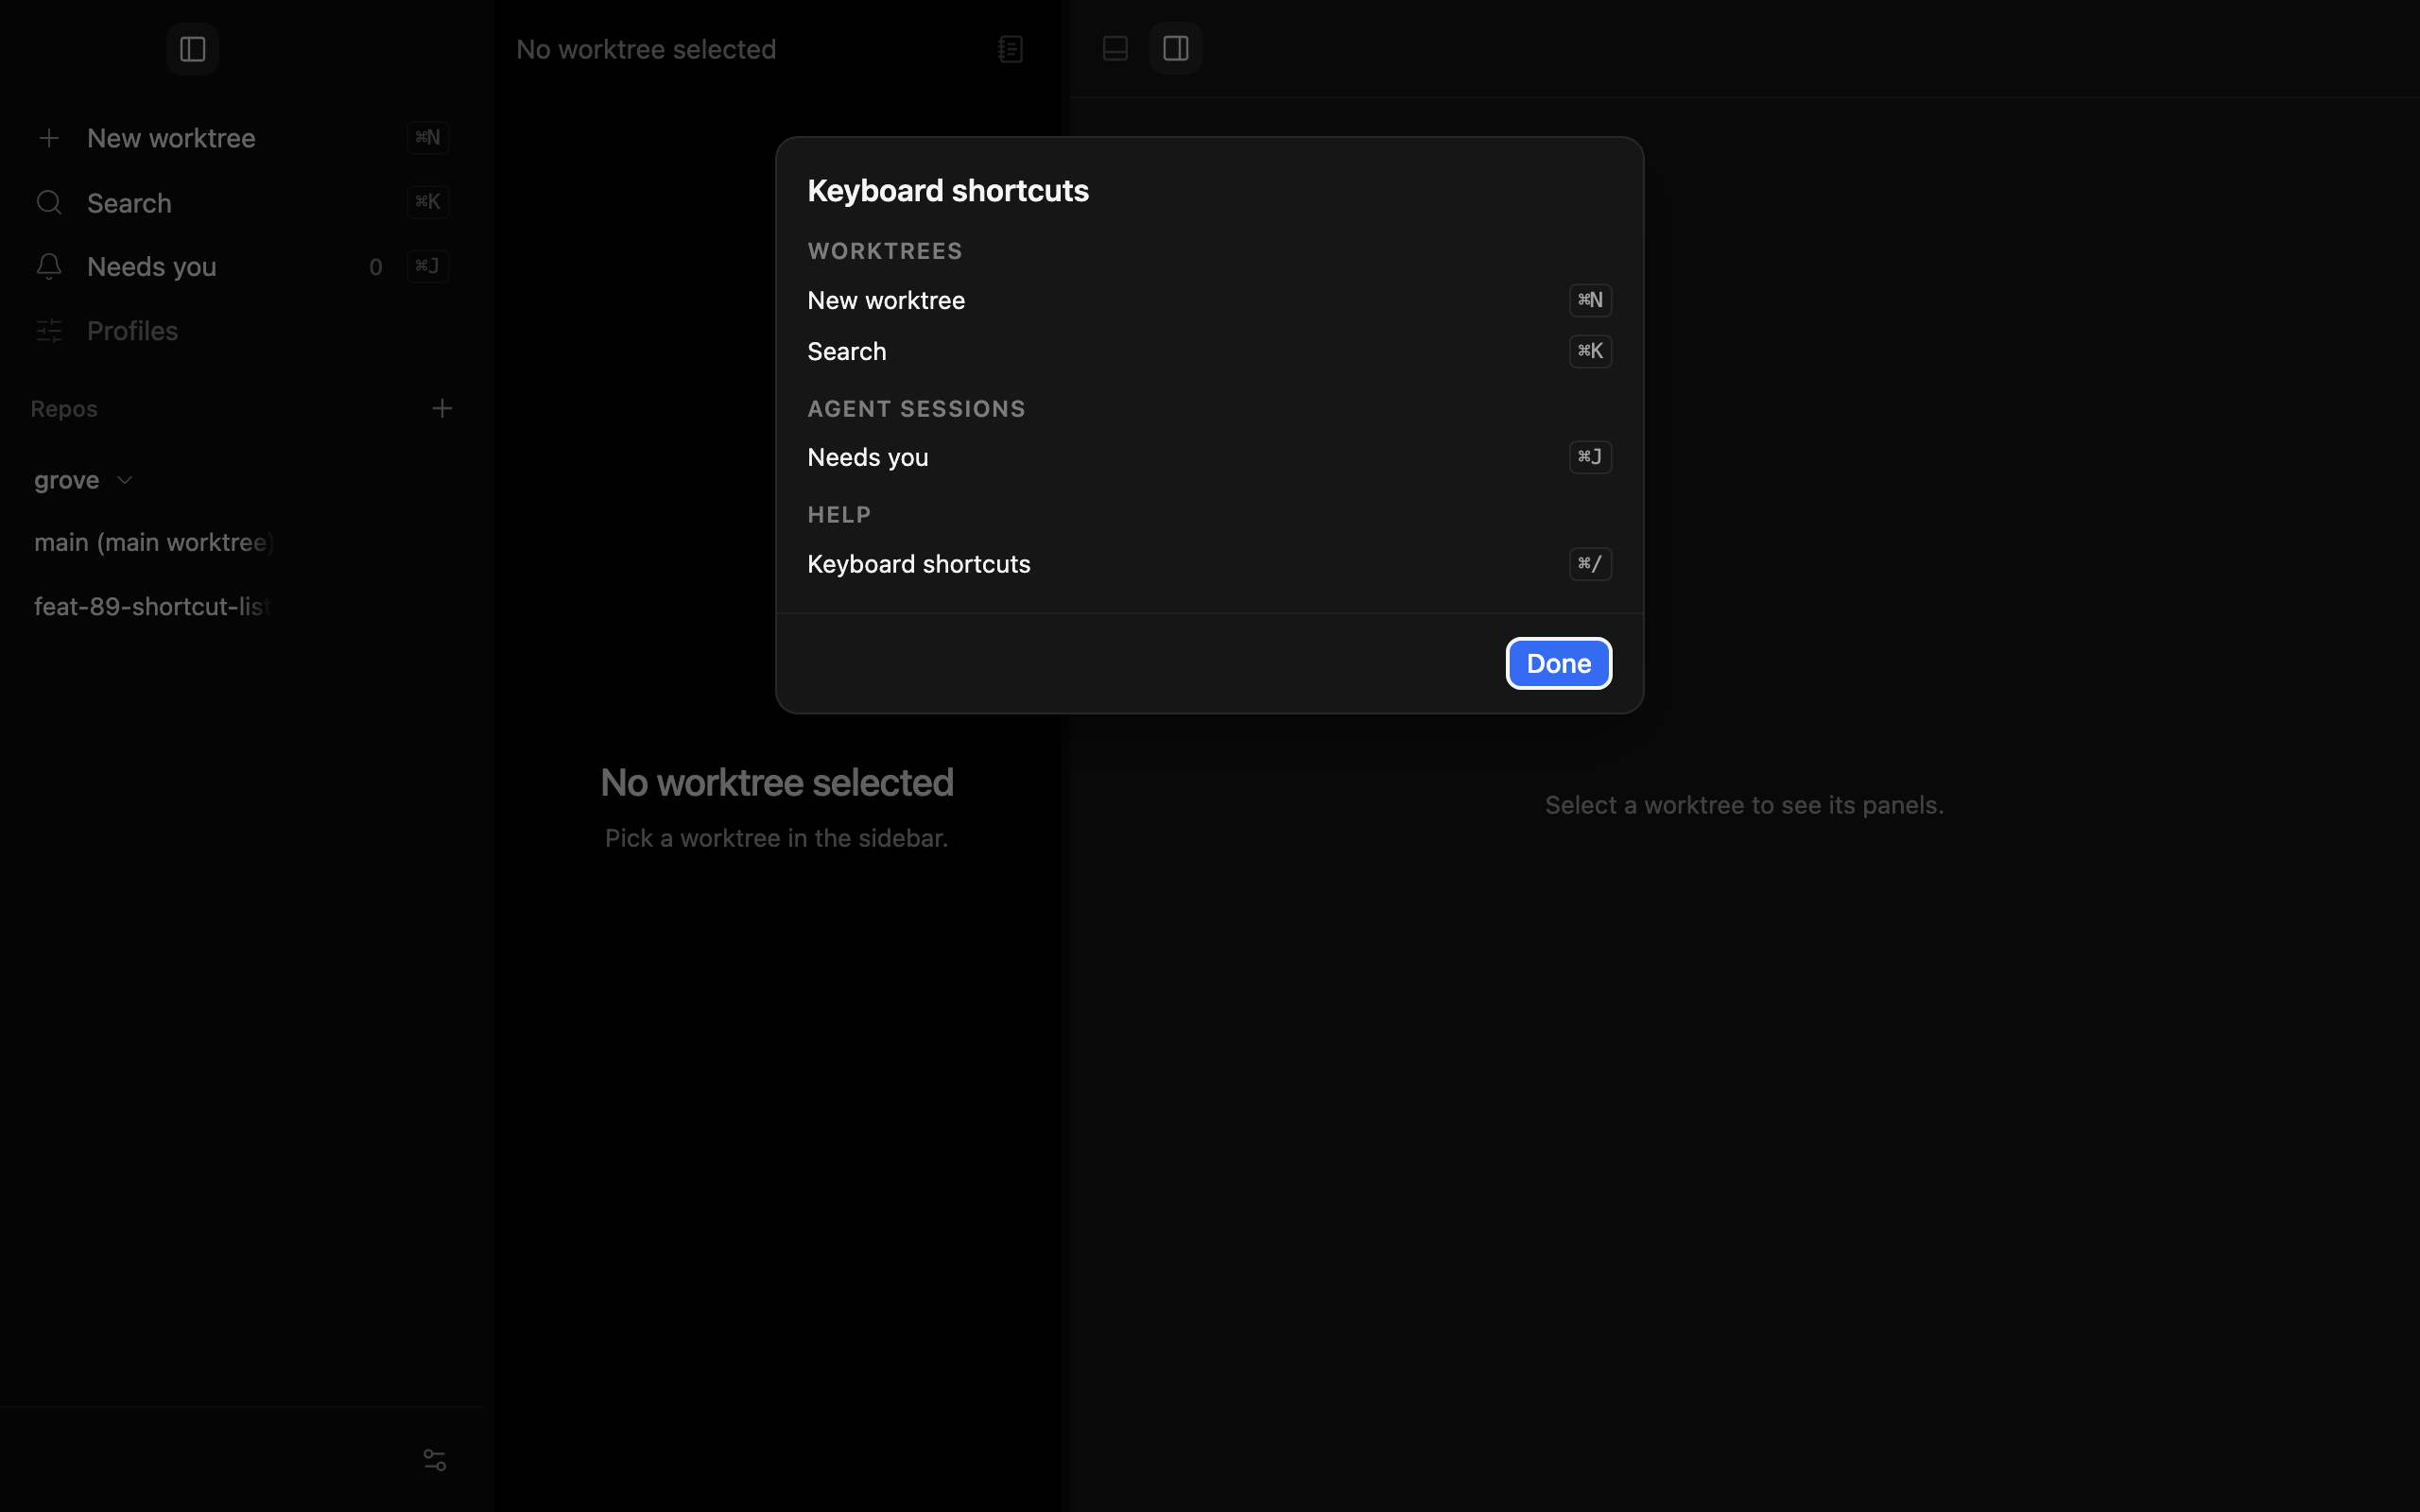 No worktree selected
New worktree ⌘N
Search ⌘K
Needs you 0 ⌘J
Profiles
Repos
grove
main (main worktree)
feat-89-shortcut-list
Keyboard shortcuts
WORKTREES
New worktree ⌘N
Search ⌘K
AGENT SESSIONS
Needs you ⌘J
HELP
Keyboard shortcuts ⌘/
Done
No worktree selected
Pick a worktree in the sidebar.
Select a worktree to see its panels.